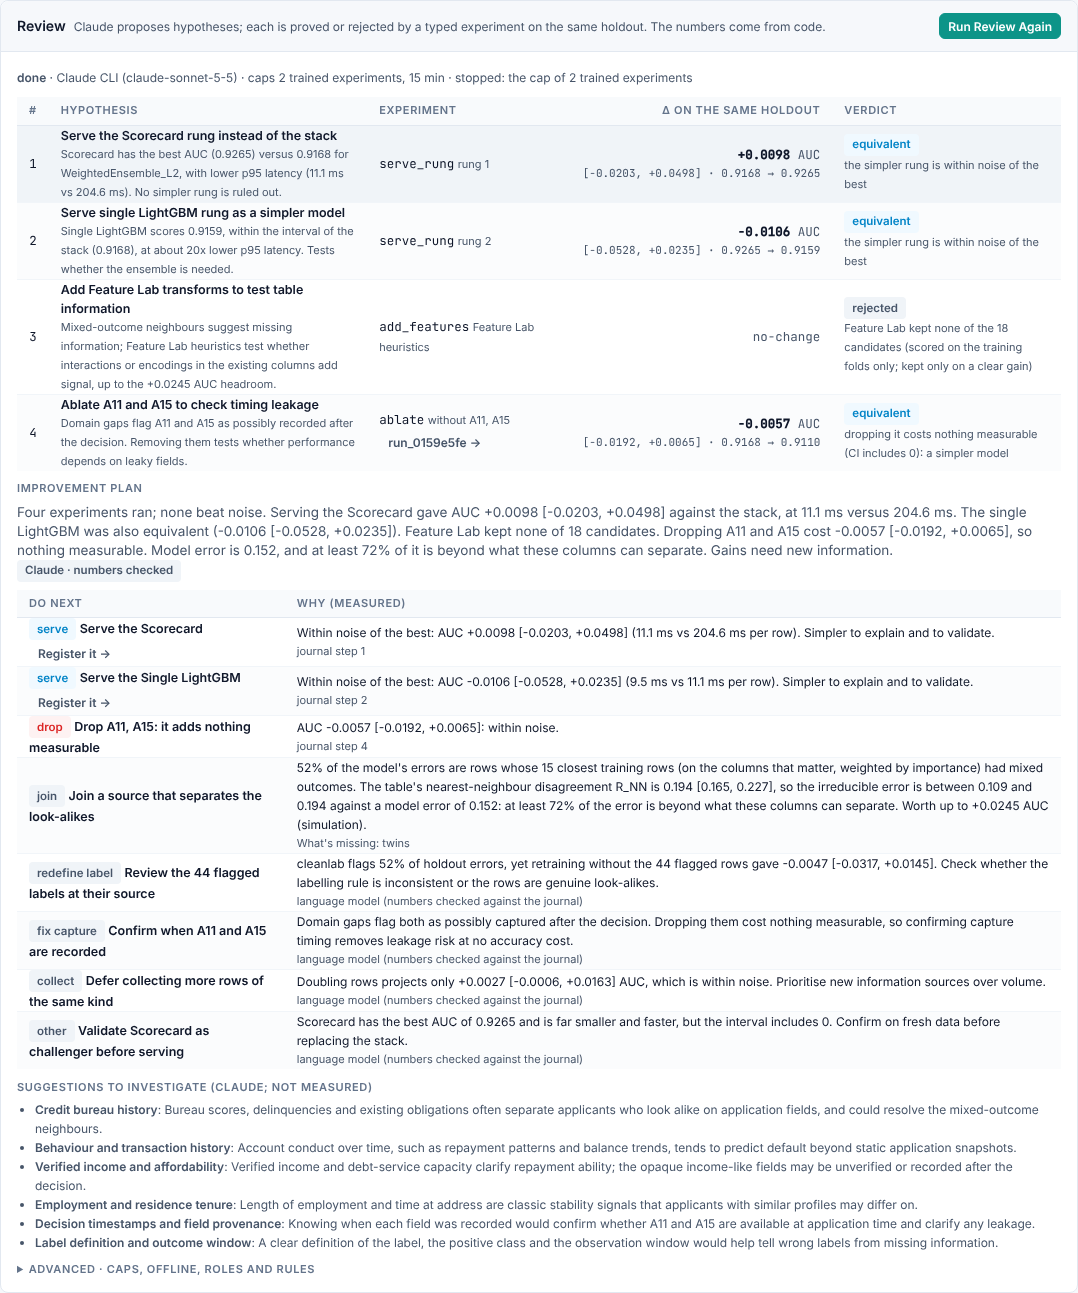 Review Claude proposes hypotheses; each is proved or rejected by a typed experiment on the same holdout. The numbers come from code.
Run Review Again
done · Claude CLI (claude-sonnet-5-5) · caps 2 trained experiments, 15 min · stopped: the cap of 2 trained experiments
# HYPOTHESIS EXPERIMENT Δ ON THE SAME HOLDOUT VERDICT
1
Serve the Scorecard rung instead of the stack
Scorecard has the best AUC (0.9265) versus 0.9168 for
WeightedEnsemble_L2, with lower p95 latency (11.1 ms
vs 204.6 ms). No simpler rung is ruled out.
serve_rung rung 1
+0.0098 AUC
[-0.0203, +0.0498] · 0.9168 → 0.9265
equivalent
the simpler rung is within noise of the
best
2
Serve single LightGBM rung as a simpler model
Single LightGBM scores 0.9159, within the interval of the
stack (0.9168), at about 20x lower p95 latency. Tests
whether the ensemble is needed.
serve_rung rung 2
-0.0106 AUC
[-0.0528, +0.0235] · 0.9265 → 0.9159
equivalent
the simpler rung is within noise of the
best
3
Add Feature Lab transforms to test table
information
Mixed-outcome neighbours suggest missing
information; Feature Lab heuristics test whether
interactions or encodings in the existing columns add
signal, up to the +0.0245 AUC headroom.
add_features Feature Lab
heuristics
no-change
rejected
Feature Lab kept none of the 18
candidates (scored on the training
folds only; kept only on a clear gain)
4
Ablate A11 and A15 to check timing leakage
Domain gaps flag A11 and A15 as possibly recorded after
the decision. Removing them tests whether performance
depends on leaky fields.
ablate without A11, A15
run_0159e5fe →
-0.0057 AUC
[-0.0192, +0.0065] · 0.9168 → 0.9110
equivalent
dropping it costs nothing measurable
(CI includes 0): a simpler model
IMPROVEMENT PLAN
Four experiments ran; none beat noise. Serving the Scorecard gave AUC +0.0098 [-0.0203, +0.0498] against the stack, at 11.1 ms versus 204.6 ms. The single
LightGBM was also equivalent (-0.0106 [-0.0528, +0.0235]). Feature Lab kept none of 18 candidates. Dropping A11 and A15 cost -0.0057 [-0.0192, +0.0065], so
nothing measurable. Model error is 0.152, and at least 72% of it is beyond what these columns can separate. Gains need new information.
Claude · numbers checked
DO NEXT WHY (MEASURED)
serve Serve the Scorecard
Register it →
Within noise of the best: AUC +0.0098 [-0.0203, +0.0498] (11.1 ms vs 204.6 ms per row). Simpler to explain and to validate.
journal step 1
serve Serve the Single LightGBM
Register it →
Within noise of the best: AUC -0.0106 [-0.0528, +0.0235] (9.5 ms vs 11.1 ms per row). Simpler to explain and to validate.
journal step 2
drop Drop A11, A15: it adds nothing
measurable
AUC -0.0057 [-0.0192, +0.0065]: within noise.
journal step 4
join Join a source that separates the
look-alikes
52% of the model's errors are rows whose 15 closest training rows (on the columns that matter, weighted by importance) had mixed
outcomes. The table's nearest-neighbour disagreement R_NN is 0.194 [0.165, 0.227], so the irreducible error is between 0.109 and
0.194 against a model error of 0.152: at least 72% of the error is beyond what these columns can separate. Worth up to +0.0245 AUC
(simulation).
What's missing: twins
redefine label Review the 44 flagged
labels at their source
cleanlab flags 52% of holdout errors, yet retraining without the 44 flagged rows gave -0.0047 [-0.0317, +0.0145]. Check whether the
labelling rule is inconsistent or the rows are genuine look-alikes.
language model (numbers checked against the journal)
fix capture Confirm when A11 and A15
are recorded
Domain gaps flag both as possibly captured after the decision. Dropping them cost nothing measurable, so confirming capture
timing removes leakage risk at no accuracy cost.
language model (numbers checked against the journal)
collect Defer collecting more rows of
the same kind
Doubling rows projects only +0.0027 [-0.0006, +0.0163] AUC, which is within noise. Prioritise new information sources over volume.
language model (numbers checked against the journal)
other Validate Scorecard as
challenger before serving
Scorecard has the best AUC of 0.9265 and is far smaller and faster, but the interval includes 0. Confirm on fresh data before
replacing the stack.
language model (numbers checked against the journal)
SUGGESTIONS TO INVESTIGATE (CLAUDE; NOT MEASURED)
• Credit bureau history: Bureau scores, delinquencies and existing obligations often separate applicants who look alike on application fields, and could resolve the mixed-outcome
neighbours.
• Behaviour and transaction history: Account conduct over time, such as repayment patterns and balance trends, tends to predict default beyond static application snapshots.
• Verified income and affordability: Verified income and debt-service capacity clarify repayment ability; the opaque income-like fields may be unverified or recorded after the
decision.
• Employment and residence tenure: Length of employment and time at address are classic stability signals that applicants with similar profiles may differ on.
• Decision timestamps and field provenance: Knowing when each field was recorded would confirm whether A11 and A15 are available at application time and clarify any leakage.
• Label definition and outcome window: A clear definition of the label, the positive class and the observation window would help tell wrong labels from missing information.
▸ ADVANCED · CAPS, OFFLINE, ROLES AND RULES